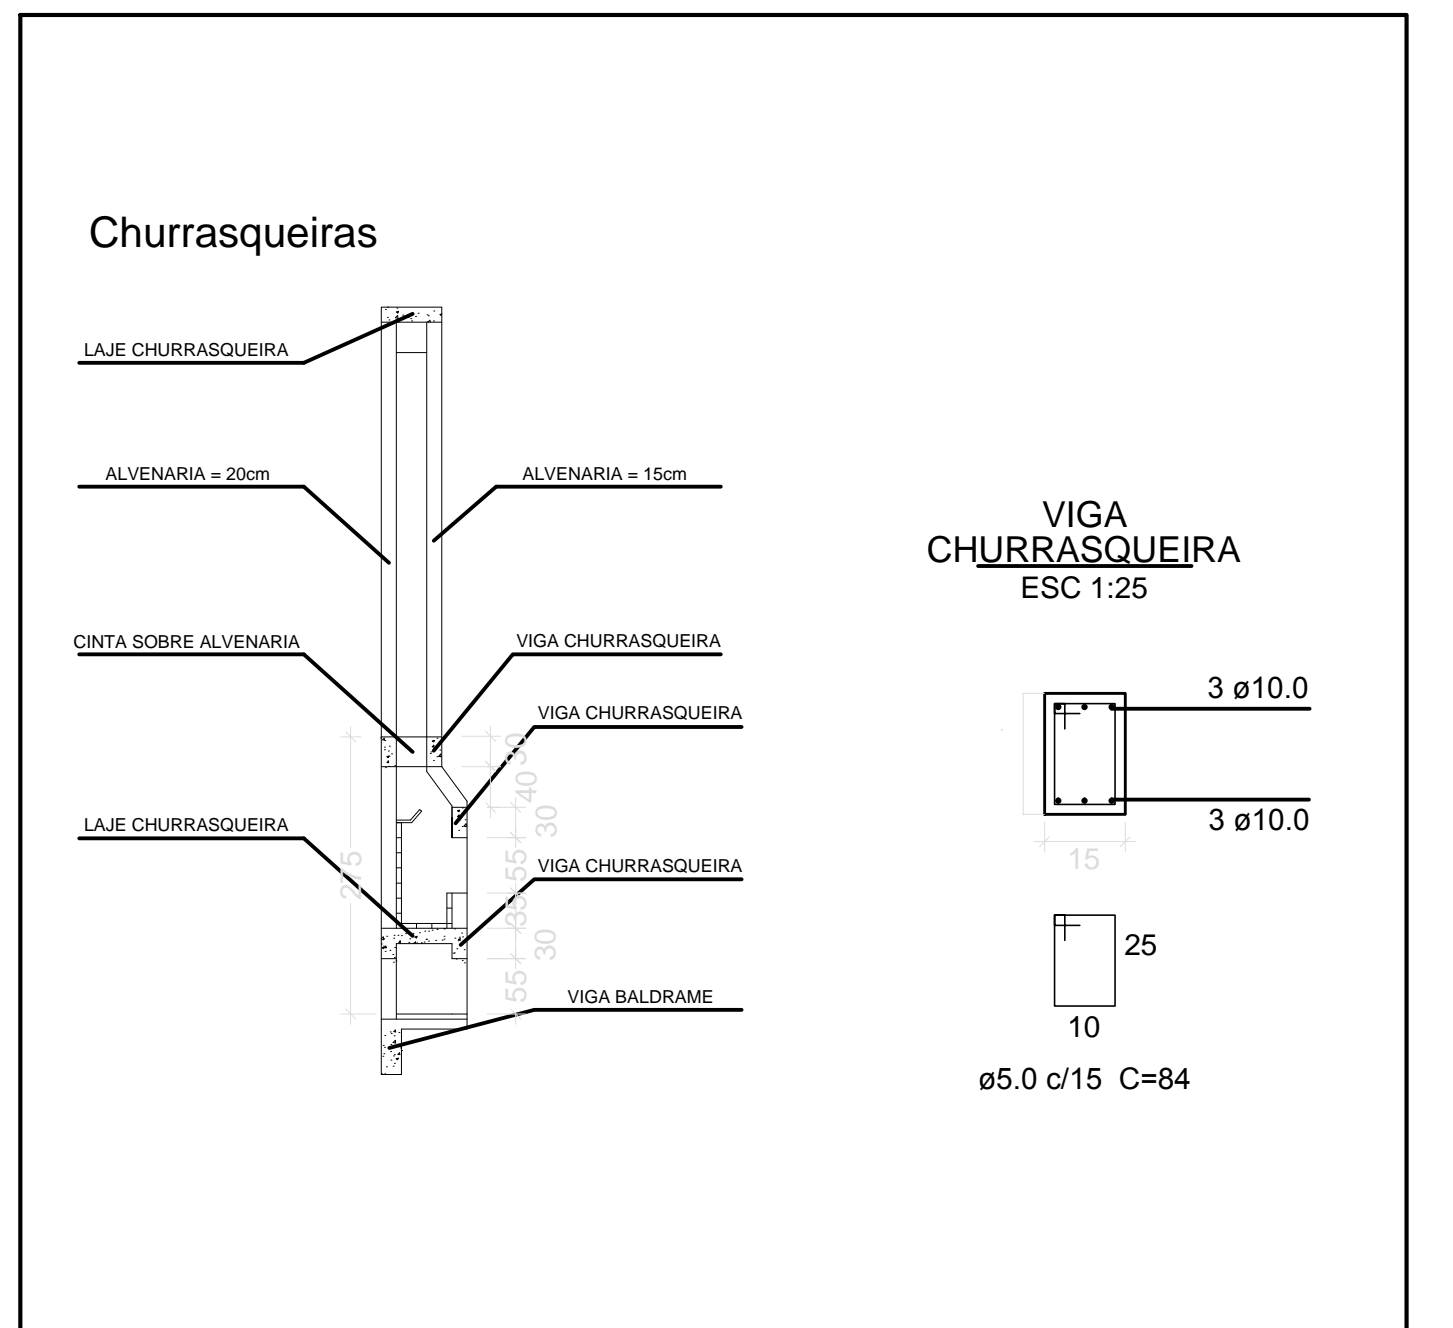 Churrasqueiras
LAJE CHURRASQUEIRA
ALVENARIA = 20cm
ALVENARIA = 15cm
CINTA SOBRE ALVENARIA
VIGA CHURRASQUEIRA
VIGA CHURRASQUEIRA
LAJE CHURRASQUEIRA
VIGA CHURRASQUEIRA
VIGA BALDRAME
275
30
40
30
55
35
30
55
VIGA
CHURRASQUEIRA
ESC 1:25
3 ø10.0
3 ø10.0
15
25
10
ø5.0 c/15 C=84